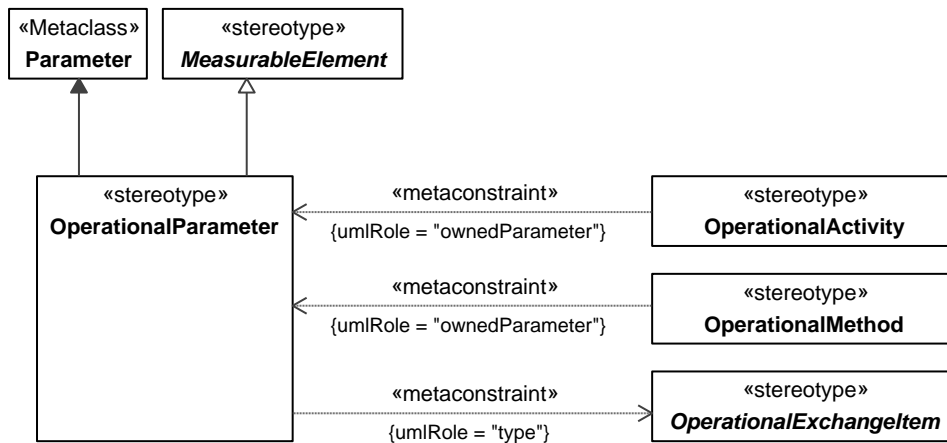 «Metaclass»
Parameter
«stereotype»
MeasurableElement
«stereotype»
OperationalParameter
«metaconstraint»
{umlRole = "ownedParameter"}
«stereotype»
OperationalActivity
«metaconstraint»
{umlRole = "ownedParameter"}
«stereotype»
OperationalMethod
«metaconstraint»
{umlRole = "type"}
«stereotype»
OperationalExchangeItem